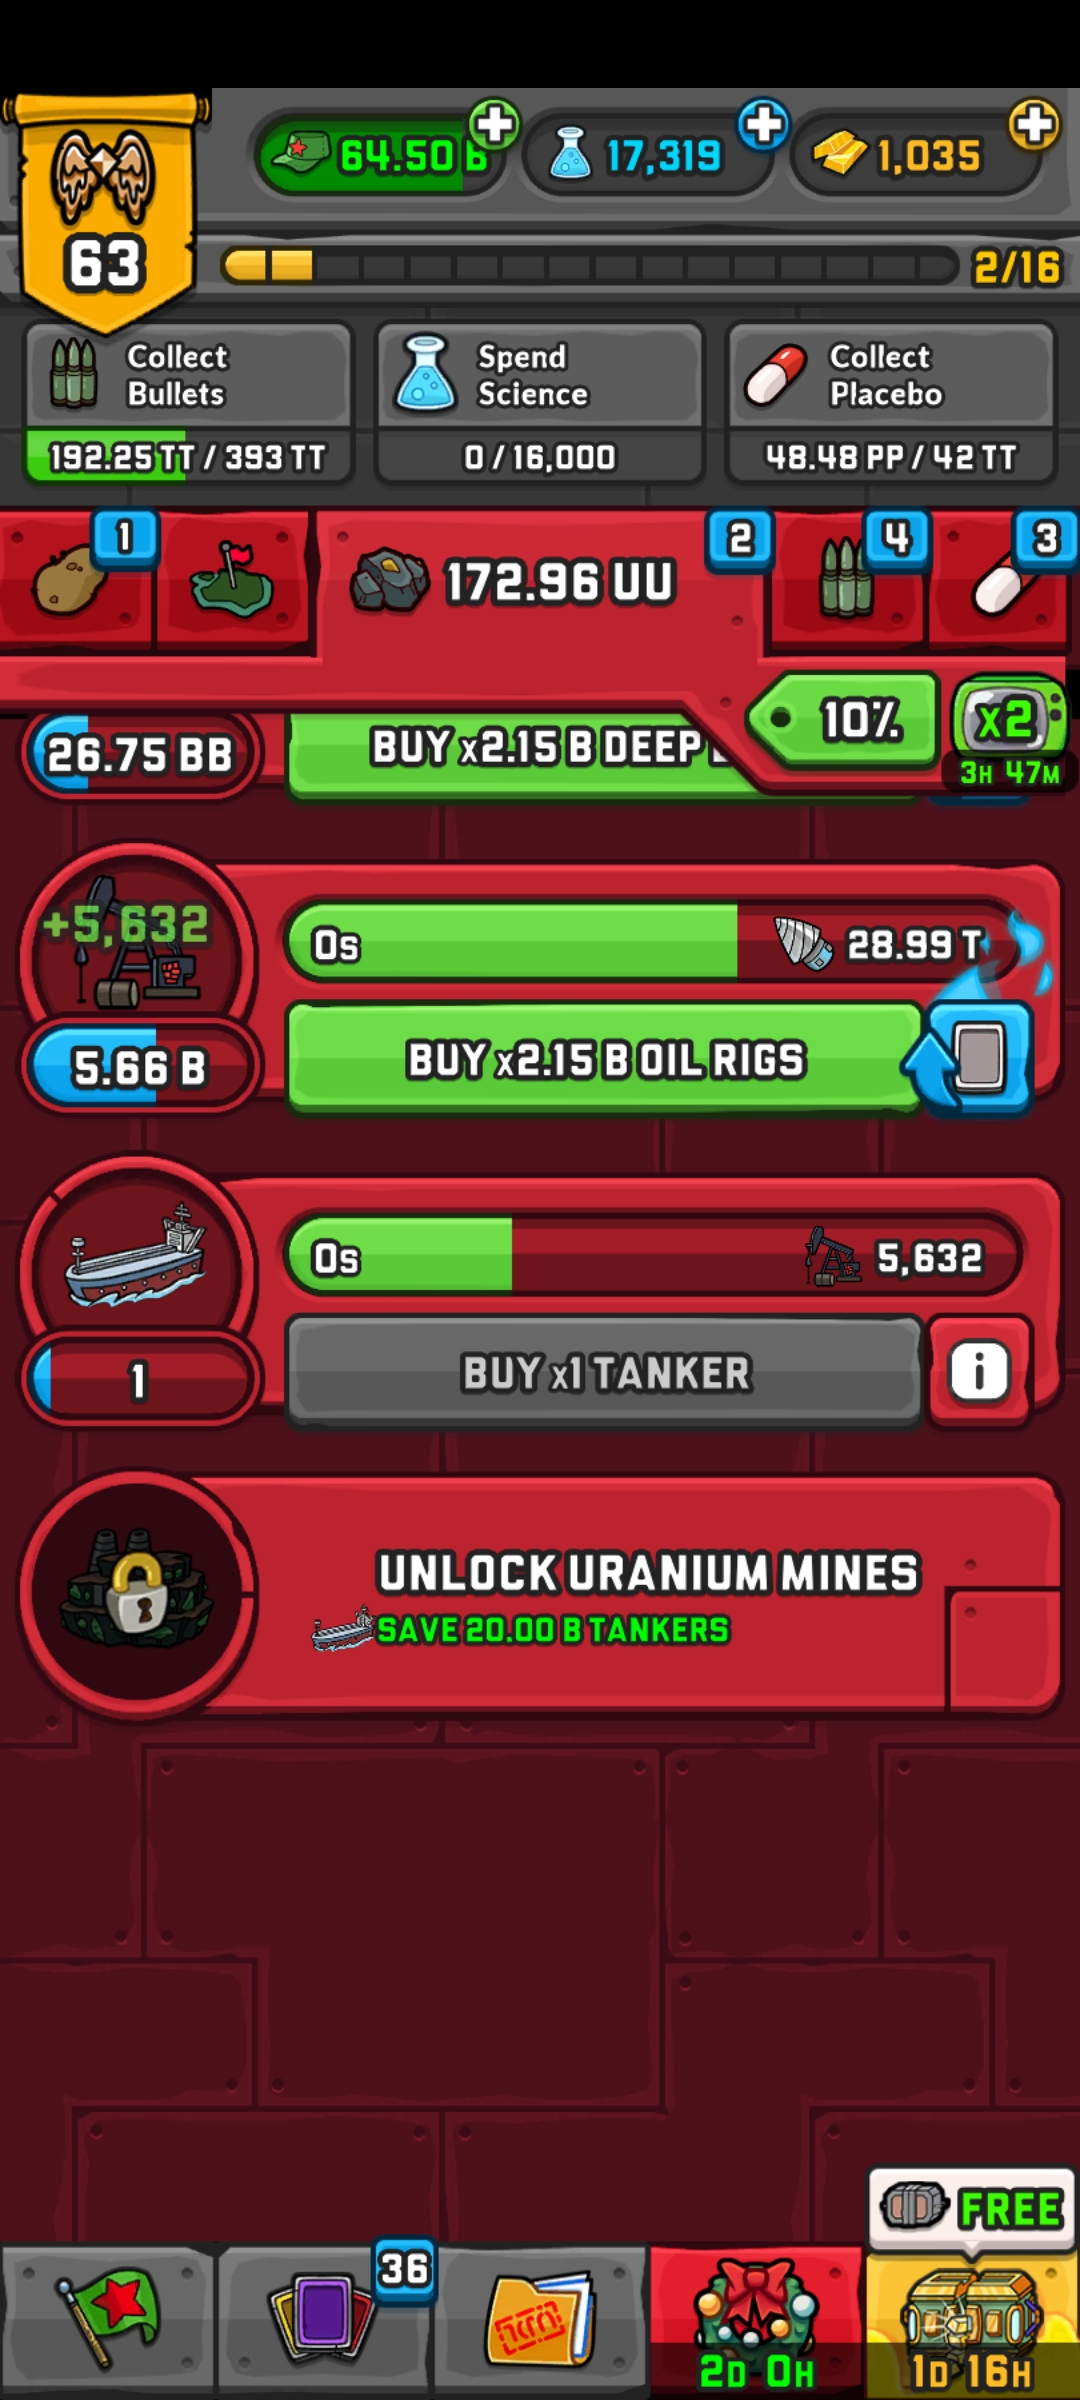 64.50 B
17,319
1,035
63
2/16
Collect
Bullets
192.25 TT / 393 TT
Spend
Science
0 / 16,000
Collect
Placebo
48.48 PP / 42 TT
1
172.96 UU
2
4
3
10%
x2
3H 47M
26.75 BB
BUY x2.15 B DEEP
+5,632
0s
28.99 T
5.66 B
BUY x2.15 B OIL RIGS
0s
5,632
1
BUY x1 TANKER
i
UNLOCK URANIUM MINES
SAVE 20.00 B TANKERS
FREE
36
2D 0H
1D 16H